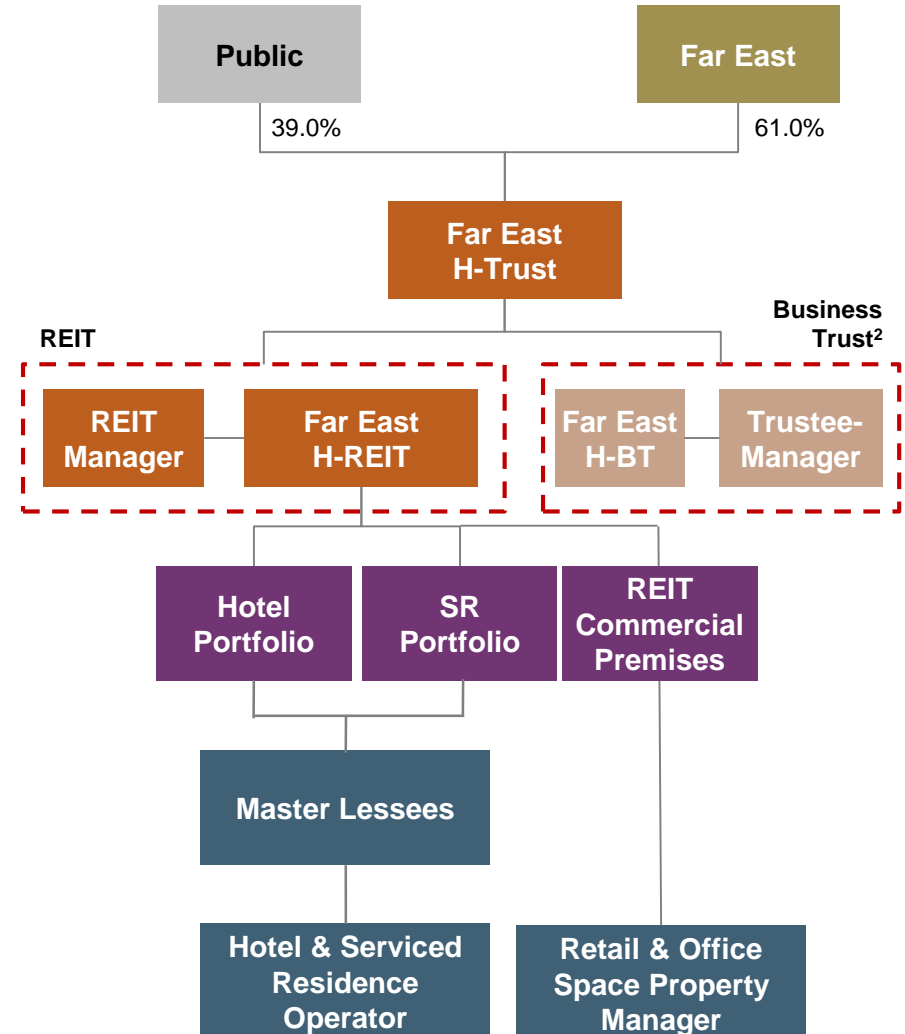 Public
Far East
39.0%
61.0%
Far East
H-Trust
REIT
Business
Trust²
REIT
Manager
Far East
H-REIT
Far East
H-BT
Trustee-
Manager
Hotel
Portfolio
SR
Portfolio
REIT
Commercial
Premises
Master Lessees
Hotel & Serviced
Residence
Operator
Retail & Office
Space Property
Manager